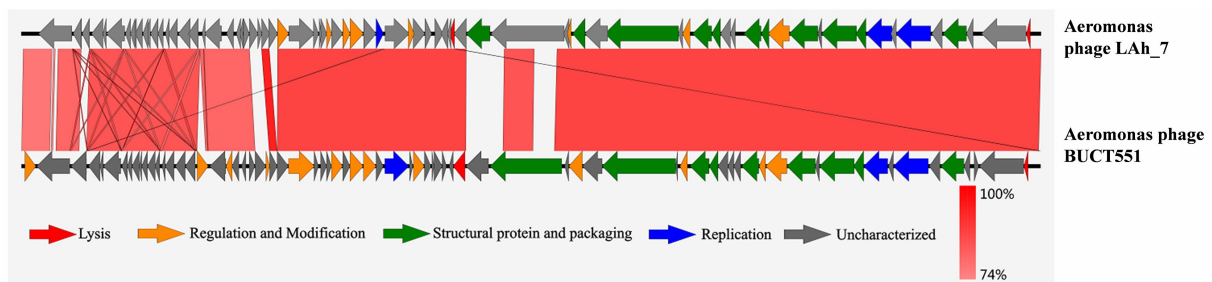 Aeromonas
phage LAh_7
Aeromonas phage
BUCT551
Lysis
Regulation and Modification
Structural protein and packaging
Replication
Uncharacterized
100%
74%